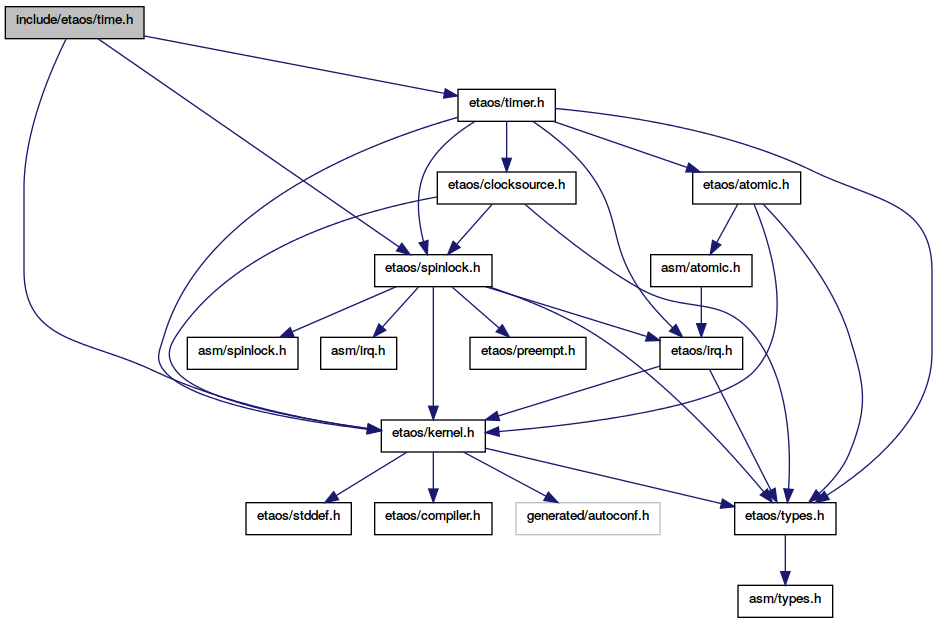 include/etaos/time.h
etaos/timer.h
etaos/clocksource.h
etaos/atomic.h
etaos/spinlock.h
asm/atomic.h
asm/spinlock.h
asm/irq.h
etaos/preempt.h
etaos/irq.h
etaos/kernel.h
etaos/stddef.h
etaos/compiler.h
generated/autoconf.h
etaos/types.h
asm/types.h